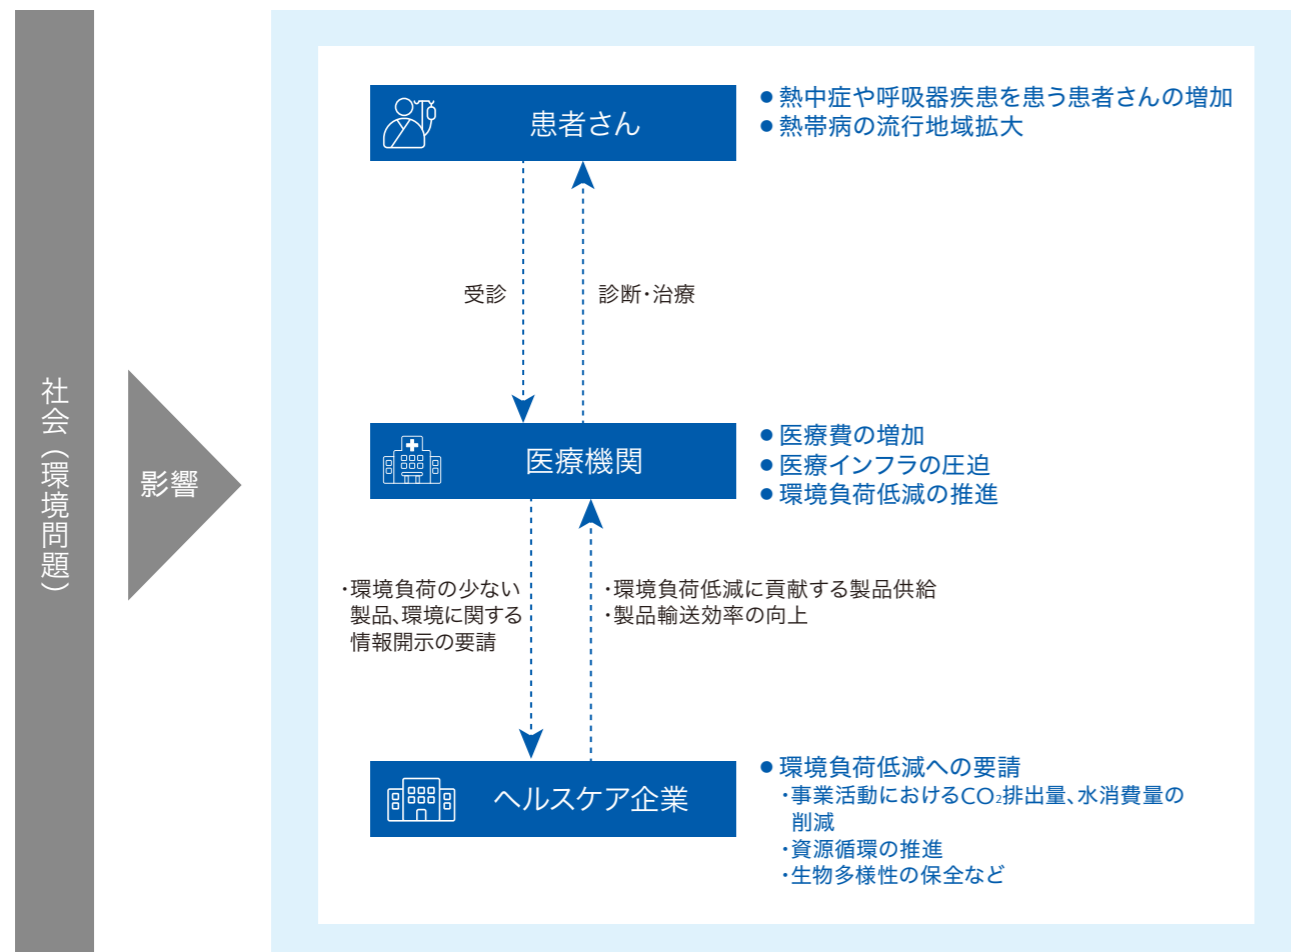 社会（環境問題）
影響
患者さん
●熱中症や呼吸器疾患を患う患者さんの増加
●熱帯病の流行地域拡大
受診
診断・治療
医療機関
●医療費の増加
●医療インフラの圧迫
●環境負荷低減の推進
・環境負荷の少ない
製品、環境に関する
情報開示の要請
・環境負荷低減に貢献する製品供給
・製品輸送効率の向上
ヘルスケア企業
●環境負荷低減への要請
・事業活動におけるCO₂排出量、水消費量の
削減
・資源循環の推進
・生物多様性の保全など